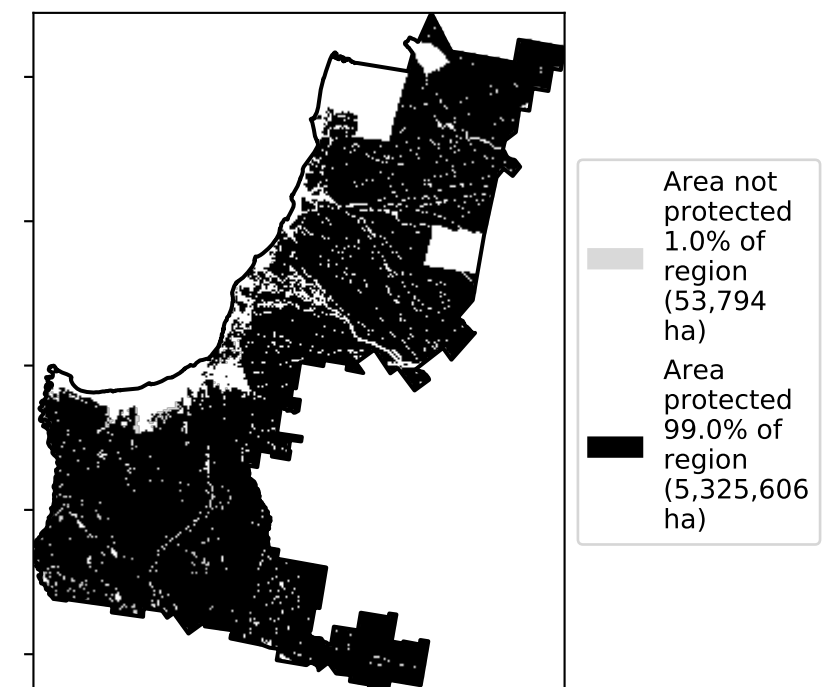 Area not
protected
1.0% of
region
(53,794
ha)
Area
protected
99.0% of
region
(5,325,606
ha)